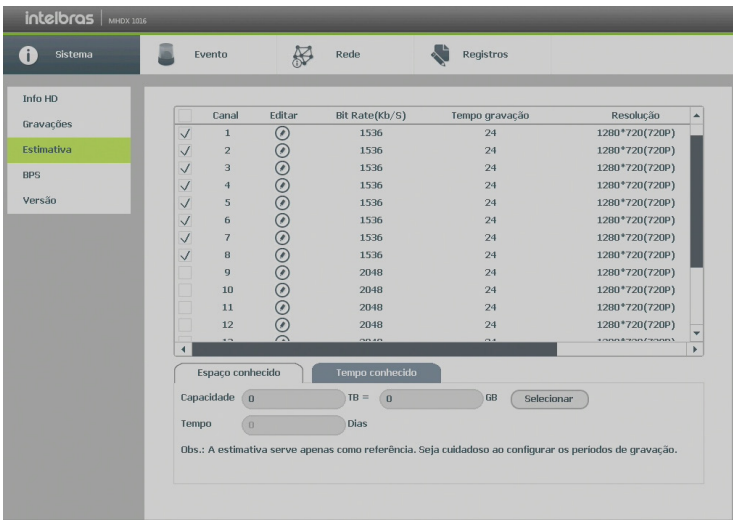 intelbras MHDX 1016
Sistema Evento Rede Registros
Info HD
Gravações
Estimativa
BPS
Versão
Canal Editar Bit Rate(Kb/S) Tempo gravação Resolução
1 1536 24 1280*720(720P)
2 1536 24 1280*720(720P)
3 1536 24 1280*720(720P)
4 1536 24 1280*720(720P)
5 1536 24 1280*720(720P)
6 1536 24 1280*720(720P)
7 1536 24 1280*720(720P)
8 1536 24 1280*720(720P)
9 2048 24 1280*720(720P)
10 2048 24 1280*720(720P)
11 2048 24 1280*720(720P)
12 2048 24 1280*720(720P)
Espaço conhecido Tempo conhecido
Capacidade 0 TB = 0 GB Selecionar
Tempo 0 Dias
Obs.: A estimativa serve apenas como referência. Seja cuidadoso ao configurar os periodos de gravação.